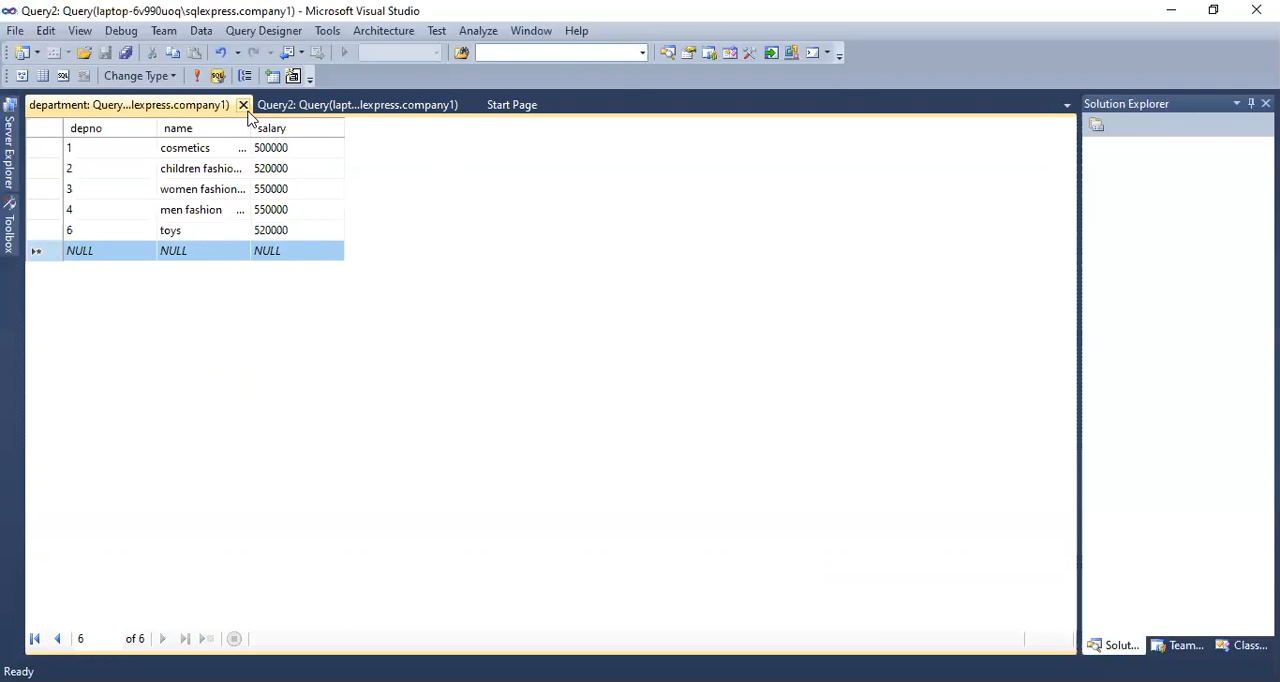 Query2: Query(laptop-6v990uoq\sqlexpress.company1) - Microsoft Visual Studio
File Edit View Debug Team Data Query Designer Tools Architecture Test Analyze Window Help
Change Type
department: Query...lexpress.company1) Query2: Query(lapt...lexpress.company1) Start Page
Solution Explorer
Server Explorer
Toolbox
depno name salary
1 cosmetics ... 500000
2 children fashio... 520000
3 women fashion... 550000
4 men fashion ... 550000
6 toys 520000
NULL NULL NULL
6 of 6
Solut... Team... Class...
Ready